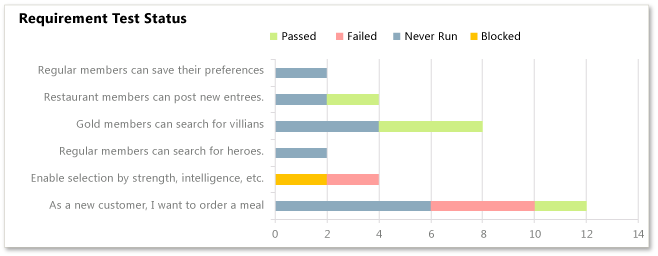 Requirement Test Status
Passed Failed Never Run Blocked
Regular members can save their preferences
Restaurant members can post new entrees.
Gold members can search for villians
Regular members can search for heroes.
Enable selection by strength, intelligence, etc.
As a new customer, I want to order a meal
0 2 4 6 8 10 12 14